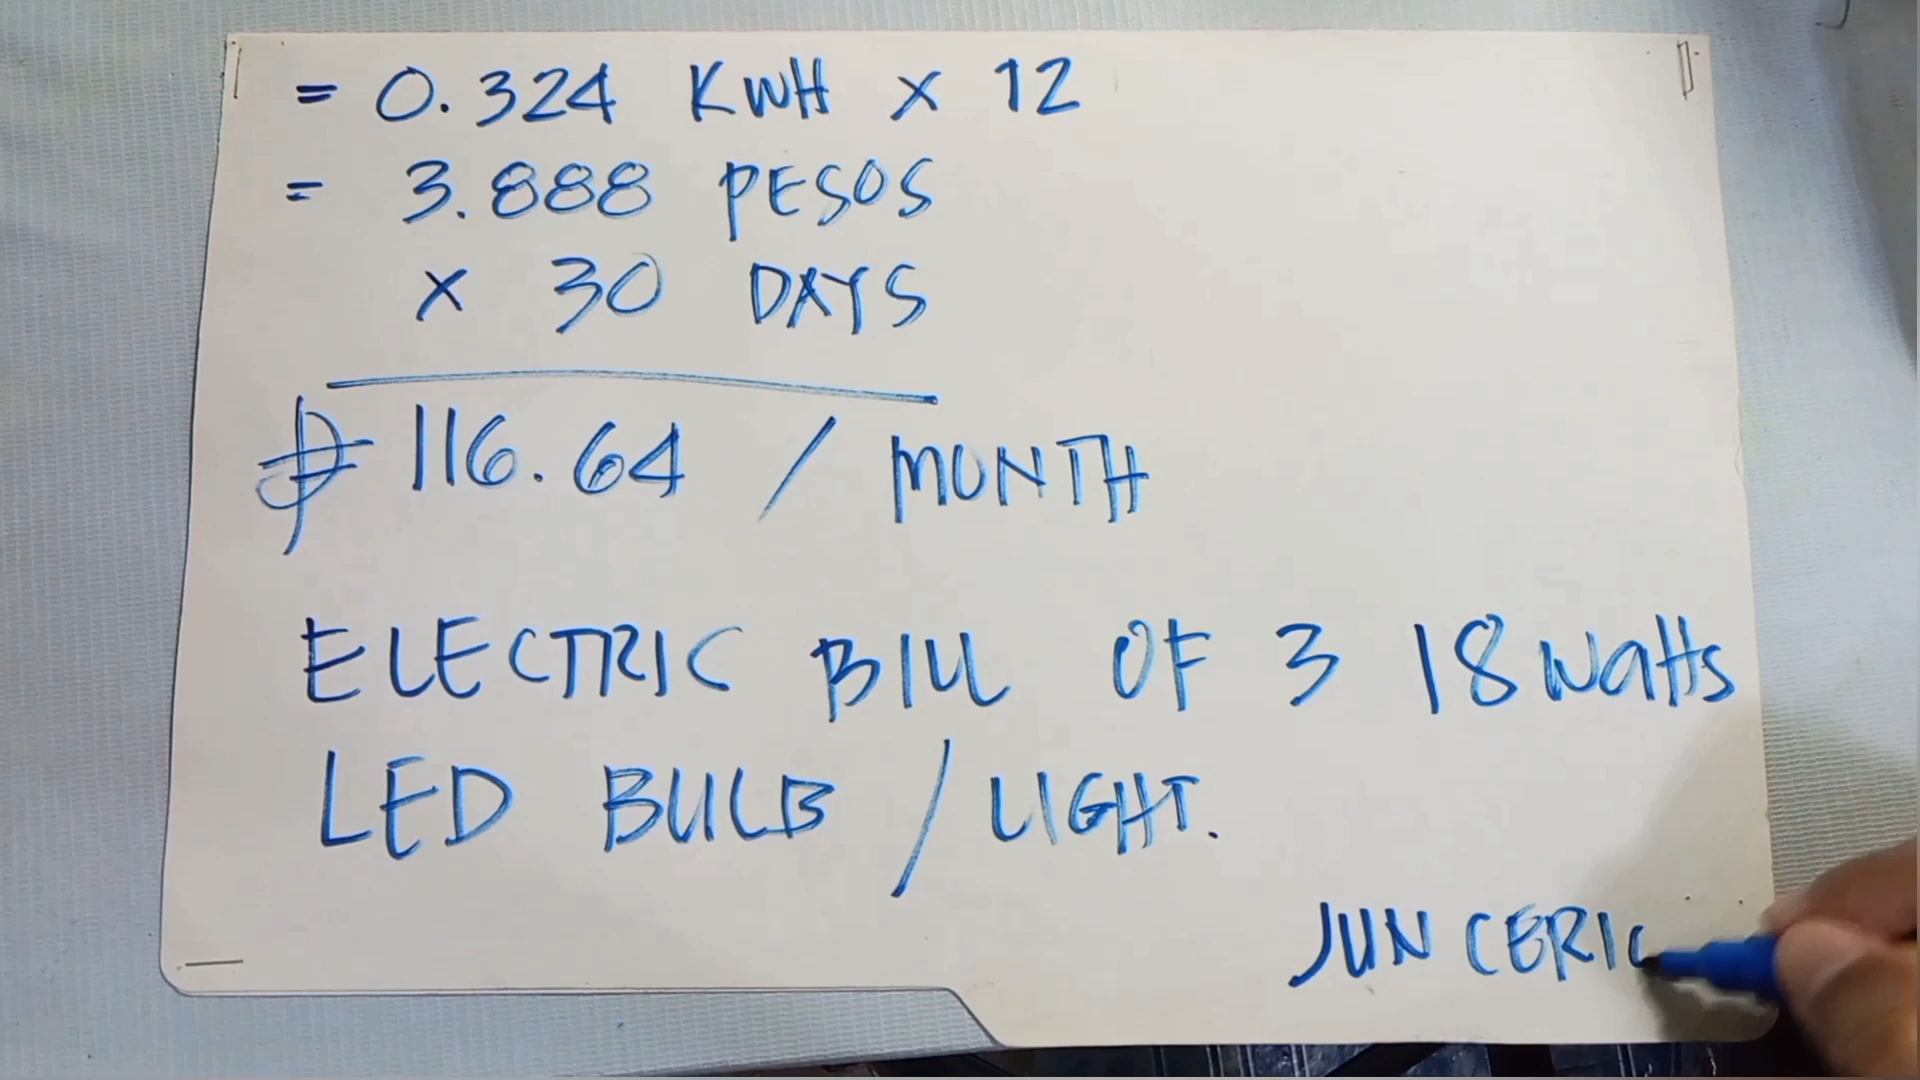 = 0.324 KWH x 12
= 3.888 PESOS
x 30 DAYS
₱ 116.64 / MONTH
ELECTRIC BILL OF 3 18 Watts
LED BULB / LIGHT.
JUN CERIC